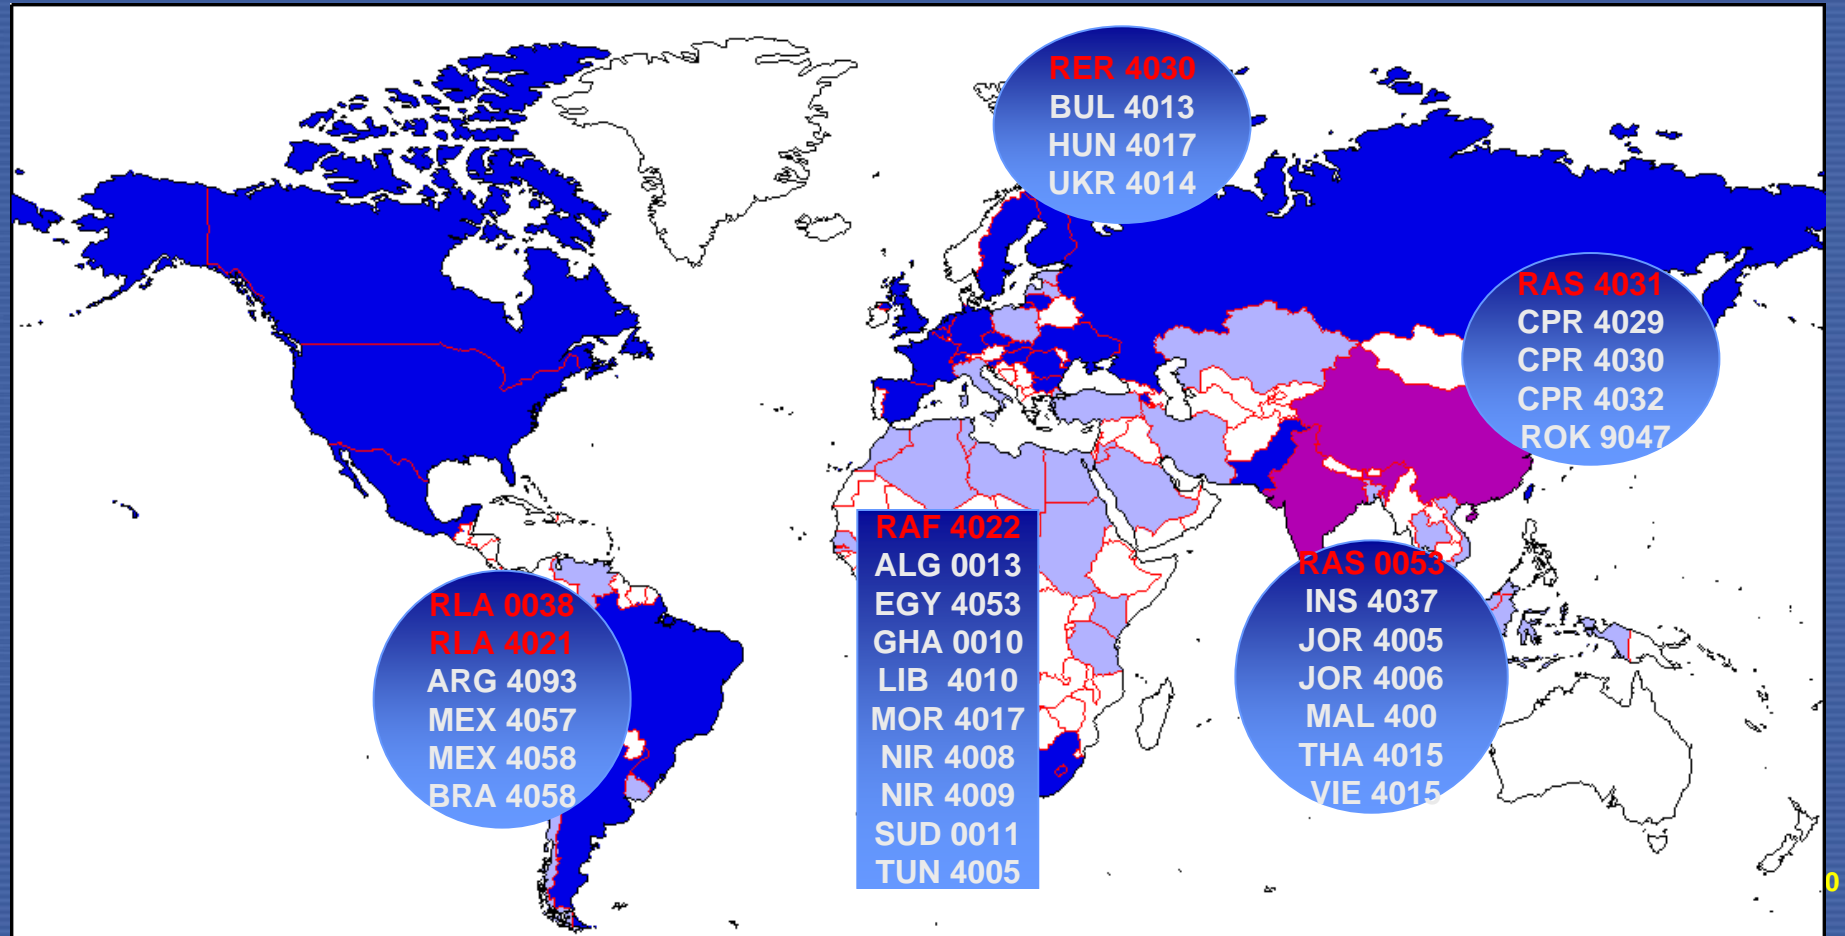 RER 4030
BUL 4013
HUN 4017
UKR 4014
RAS 4031
CPR 4029
CPR 4030
CPR 4032
ROK 9047
RLA 0038
RLA 4021
ARG 4093
MEX 4057
MEX 4058
BRA 4058
RAF 4022
ALG 0013
EGY 4053
GHA 0010
LIB 4010
MOR 4017
NIR 4008
NIR 4009
SUD 0011
TUN 4005
RAS 0053
INS 4037
JOR 4005
JOR 4006
MAL 400
THA 4015
VIE 4015
0